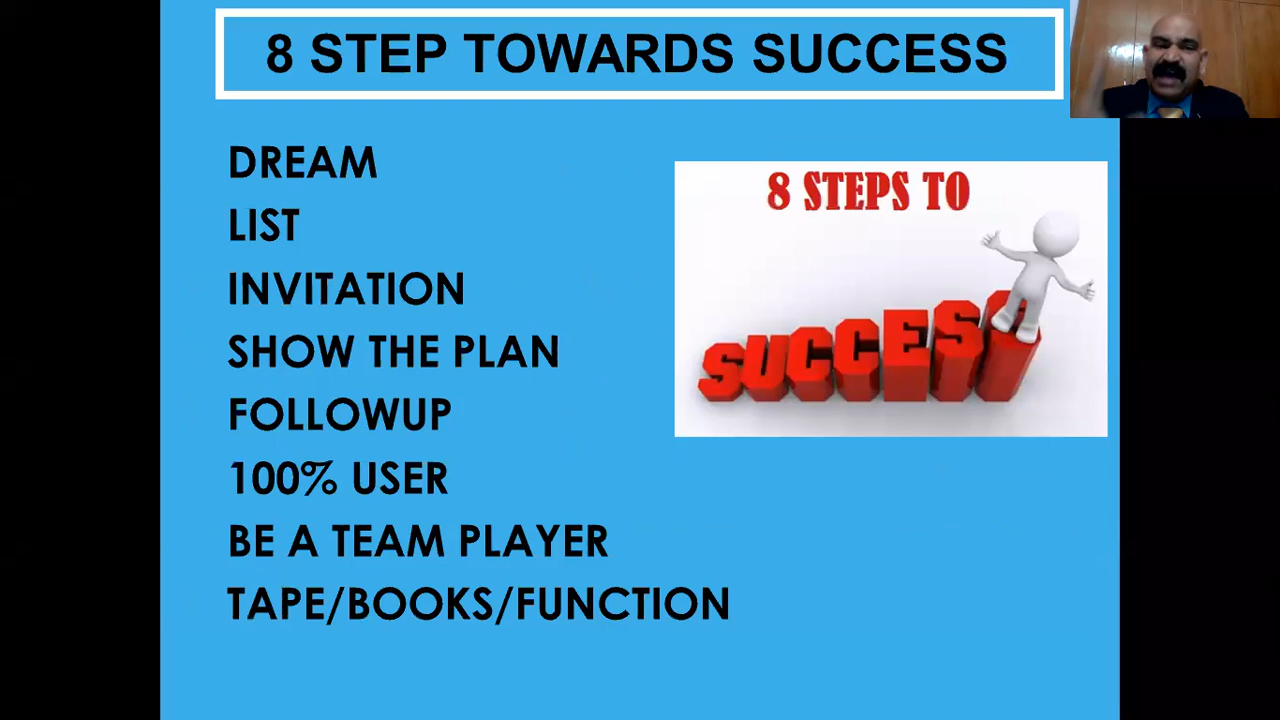 8 STEP TOWARDS SUCCESS
DREAM
LIST
INVITATION
SHOW THE PLAN
FOLLOWUP
100% USER
BE A TEAM PLAYER
TAPE/BOOKS/FUNCTION
8 STEPS TO
SUCCESS